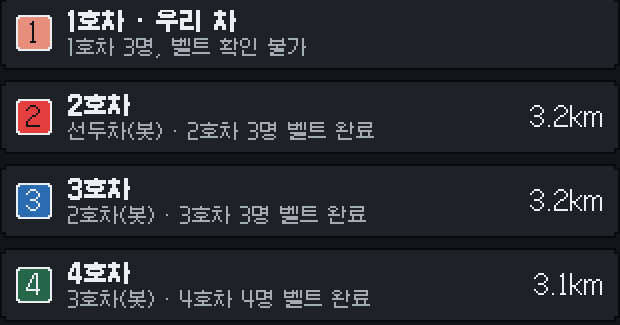 1
1호차 · 우리 차
1호차 3명, 벨트 확인 불가
2
2호차
선두차(봇) · 2호차 3명 벨트 완료
3.2km
3
3호차
2호차(봇) · 3호차 3명 벨트 완료
3.2km
4
4호차
3호차(봇) · 4호차 4명 벨트 완료
3.1km